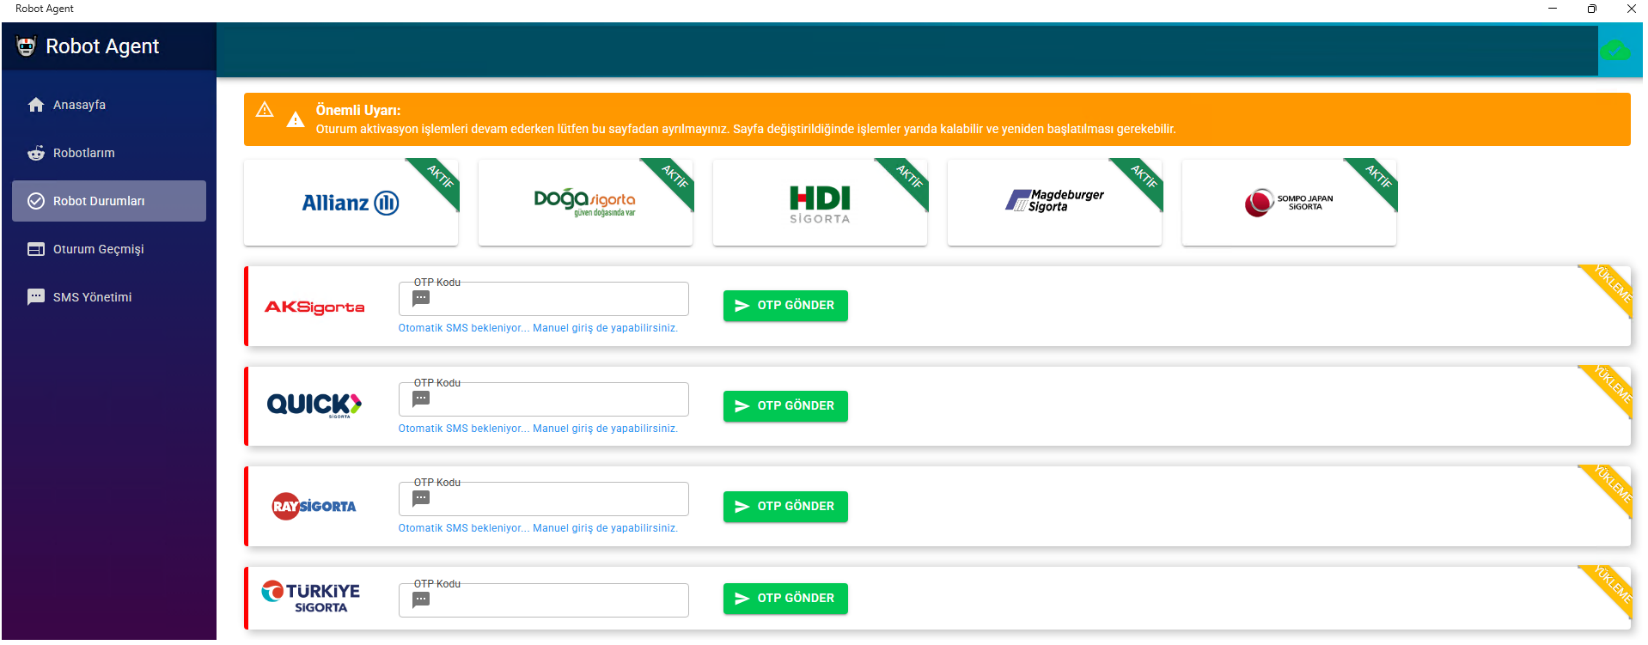 Robot Agent
Robot Agent
Anasayfa
Robotlarım
Robot Durumları
Oturum Geçmişi
SMS Yönetimi
Önemli Uyarı:
Oturum aktivasyon işlemleri devam ederken lütfen bu sayfadan ayrılmayınız. Sayfa değiştirildiğinde işlemler yarıda kalabilir ve yeniden başlatılması gerekebilir.
Allianz
AKTİF
DOĞA sigorta
güven doğasında var
AKTİF
HDI
SİGORTA
AKTİF
Magdeburger
Sigorta
AKTİF
SOMPO JAPAN
SİGORTA
AKTİF
AKSigorta
OTP Kodu
Otomatik SMS bekleniyor... Manuel giriş de yapabilirsiniz.
OTP GÖNDER
YÜKLEME
QUICK
SİGORTA
OTP Kodu
Otomatik SMS bekleniyor... Manuel giriş de yapabilirsiniz.
OTP GÖNDER
YÜKLEME
RAY SİGORTA
OTP Kodu
Otomatik SMS bekleniyor... Manuel giriş de yapabilirsiniz.
OTP GÖNDER
YÜKLEME
TÜRKİYE
SİGORTA
OTP Kodu
OTP GÖNDER
YÜKLEME